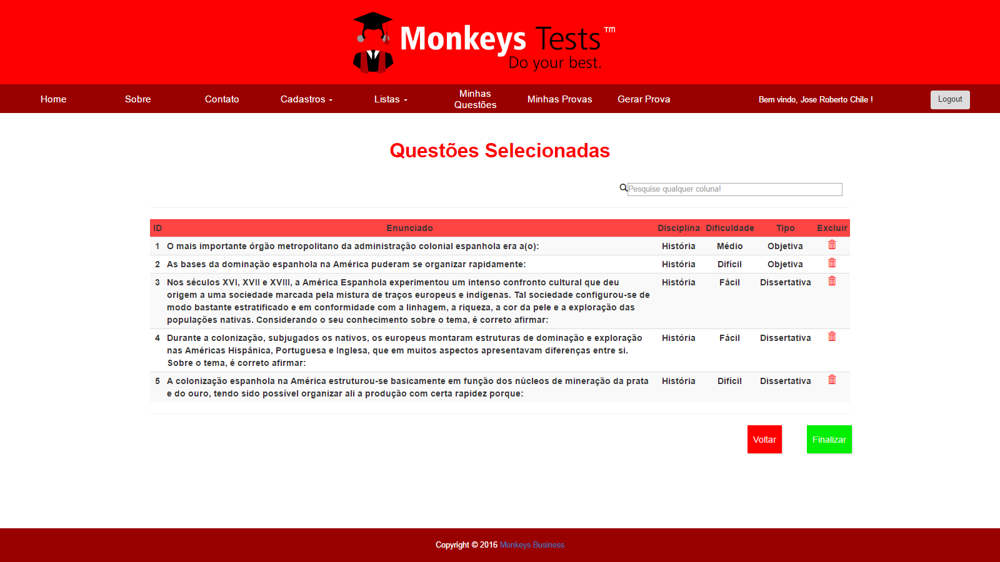 Monkeys Tests™
Do your best.
Home Sobre Contato Cadastros Listas Minhas Questões Minhas Provas Gerar Prova Bem vindo, Jose Roberto Chile ! Logout
Questões Selecionadas
Pesquise qualquer coluna!
ID Enunciado Disciplina Dificuldade Tipo Excluir
1 O mais importante órgão metropolitano da administração colonial espanhola era a(o): História Médio Objetiva
2 As bases da dominação espanhola na América puderam se organizar rapidamente: História Difícil Objetiva
3 Nos séculos XVI, XVII e XVIII, a América Espanhola experimentou um intenso confronto cultural que deu História Fácil Dissertativa
origem a uma sociedade marcada pela mistura de traços europeus e indígenas. Tal sociedade configurou-se de
modo bastante estratificado e em conformidade com a linhagem, a riqueza, a cor da pele e a exploração das
populações nativas. Considerando o seu conhecimento sobre o tema, é correto afirmar:
4 Durante a colonização, subjugados os nativos, os europeus montaram estruturas de dominação e exploração História Fácil Dissertativa
nas Américas Hispânica, Portuguesa e Inglesa, que em muitos aspectos apresentavam diferenças entre si.
Sobre o tema, é correto afirmar:
5 A colonização espanhola na América estruturou-se basicamente em função dos núcleos de mineração da prata História Difícil Dissertativa
e do ouro, tendo sido possível organizar ali a produção com certa rapidez porque:
Voltar Finalizar
Copyright © 2016 Monkeys Business